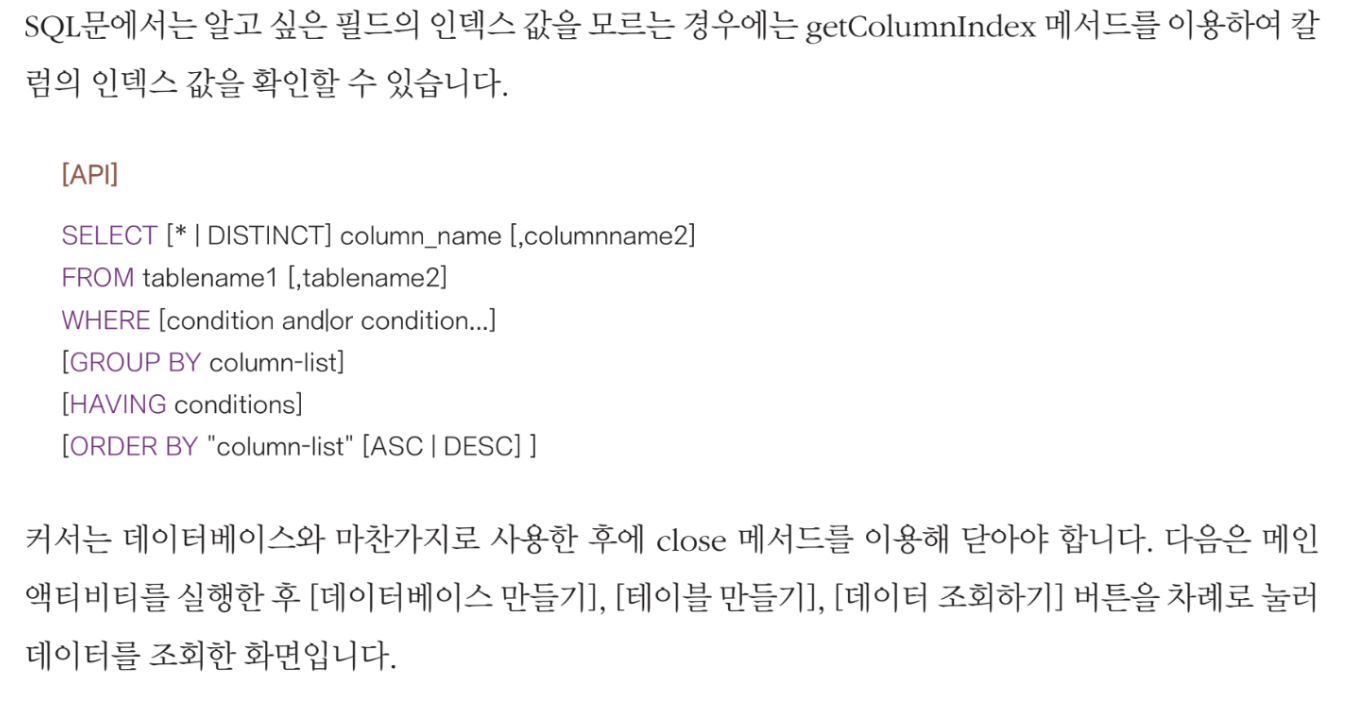 SQL문에서는 알고 싶은 필드의 인덱스 값을 모르는 경우에는 getColumnIndex 메서드를 이용하여 칼
럼의 인덱스 값을 확인할 수 있습니다.
[API]
SELECT [* | DISTINCT] column_name [,columnname2]
FROM tablename1 [,tablename2]
WHERE [condition and|or condition...]
[GROUP BY column-list]
[HAVING conditions]
[ORDER BY "column-list" [ASC | DESC] ]
커서는 데이터베이스와 마찬가지로 사용한 후에 close 메서드를 이용해 닫아야 합니다. 다음은 메인
액티비티를 실행한 후 [데이터베이스 만들기], [테이블 만들기], [데이터 조회하기] 버튼을 차례로 눌러
데이터를 조회한 화면입니다.